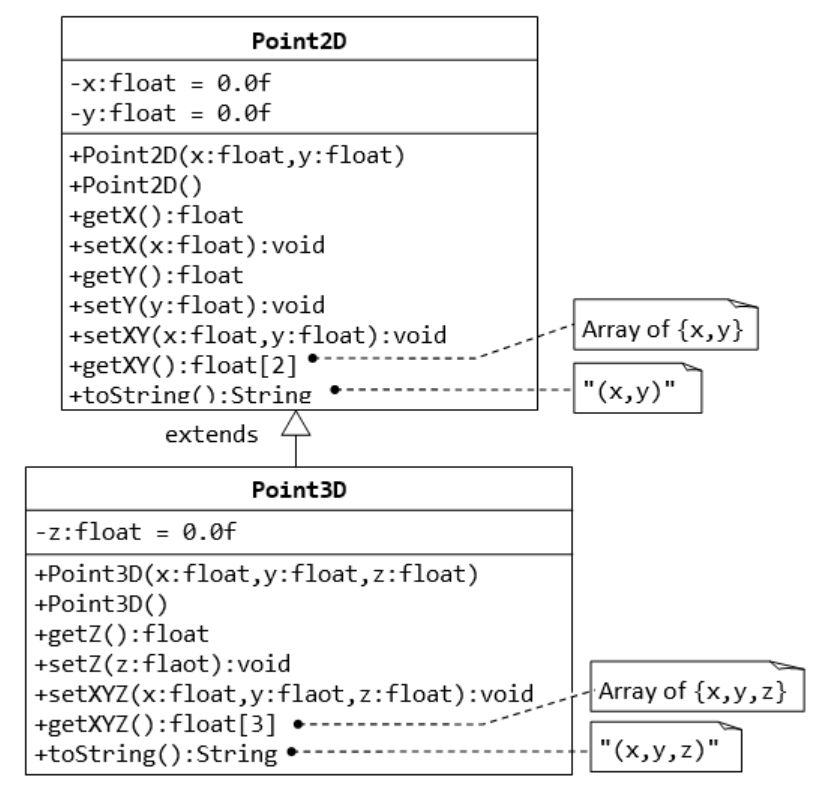 Point2D
-x:float = 0.0f
-y:float = 0.0f
+Point2D(x:float,y:float)
+Point2D()
+getX():float
+setX(x:float):void
+getY():float
+setY(y:float):void
+setXY(x:float,y:float):void
+getXY():float[2]
Array of {x,y}
+toString():String
"(x,y)"
extends
Point3D
-z:float = 0.0f
+Point3D(x:float,y:float,z:float)
+Point3D()
+getZ():float
+setZ(z:flaot):void
+setXYZ(x:float,y:flaot,z:float):void
+getXYZ():float[3]
Array of {x,y,z}
+toString():String
"(x,y,z)"